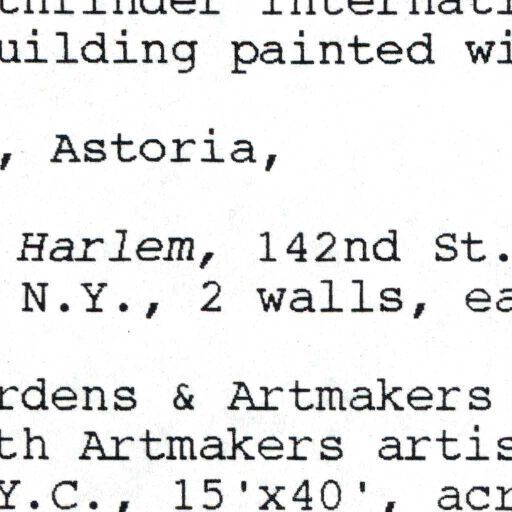 thfinder Internati
uilding painted wi
, Astoria,
Harlem, 142nd St.
N.Y., 2 walls, ea
rdens & Artmakers
th Artmakers artis
Y.C., 15'x40', acr